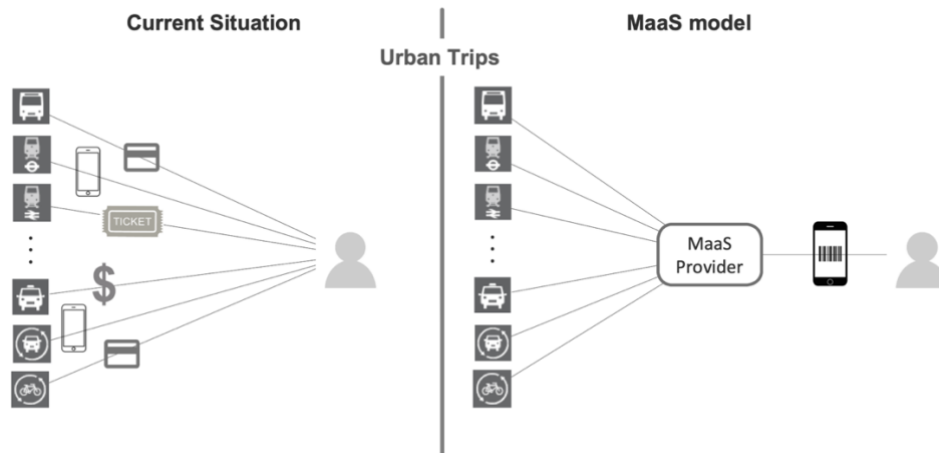 Current Situation
MaaS model
Urban Trips
TICKET
$
MaaS
Provider